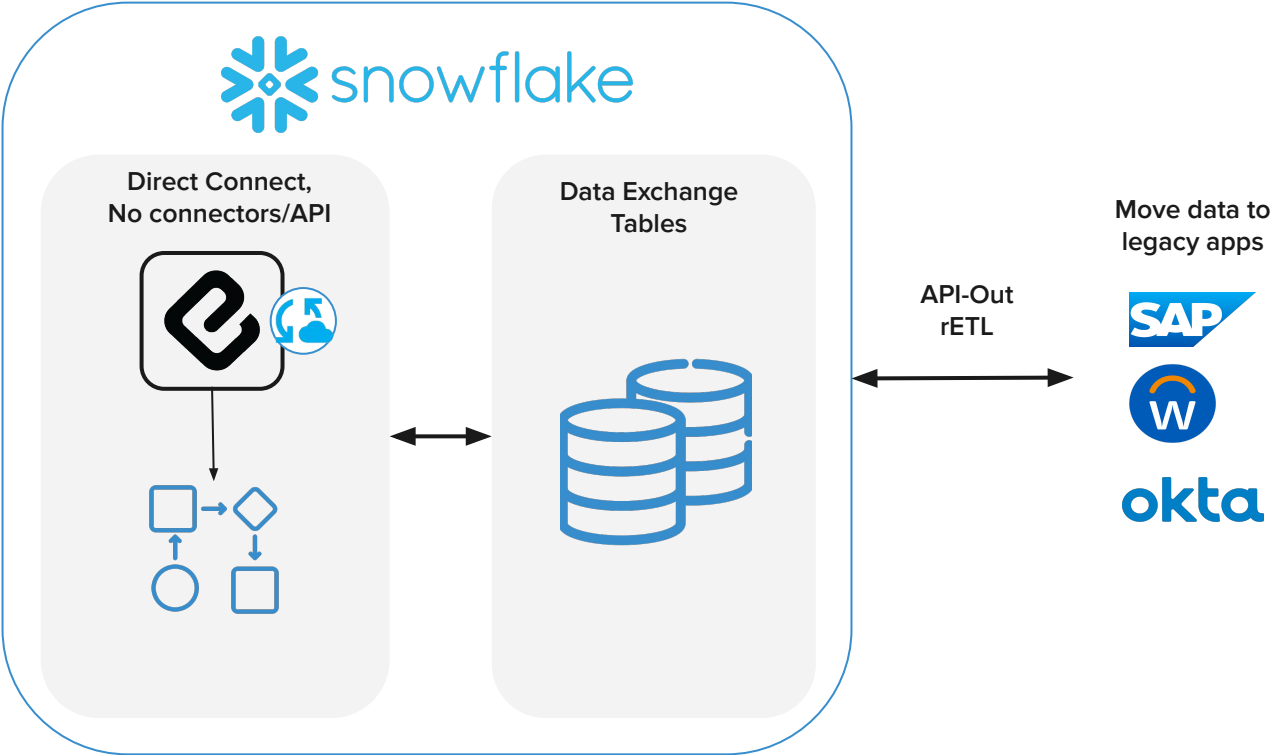 snowflake
Direct Connect,
No connectors/API
Data Exchange
Tables
API-Out
rETL
Move data to
legacy apps
SAP
W
okta